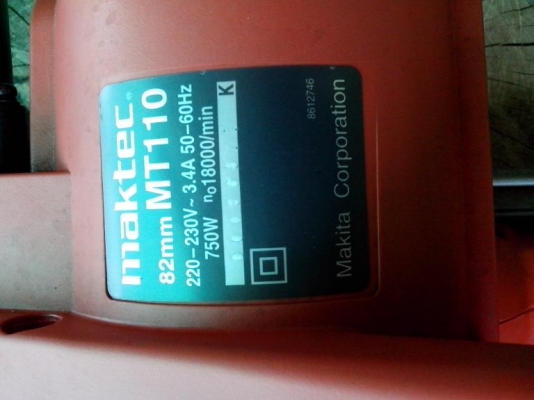 maktec
82mm MT110
220-230V~ 3.4A 50-60Hz
750W n₀18000/min
K
Makita Corporation
8612746